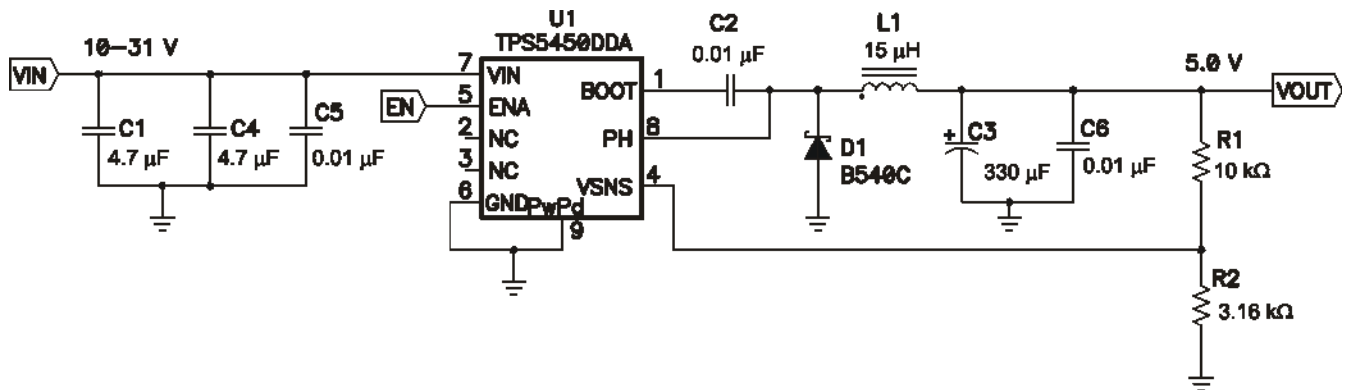 U1
TPS5450DDA
10–31 V
VIN
C1
4.7 µF
C4
4.7 µF
C5
0.01 µF
EN
7
VIN
5
ENA
2
NC
3
NC
6
GND
PwPd
9
BOOT
1
PH
8
VSNS
4
C2
0.01 µF
D1
B540C
L1
15 µH
C3
+
330 µF
C6
0.01 µF
5.0 V
VOUT
R1
10 kΩ
R2
3.16 kΩ